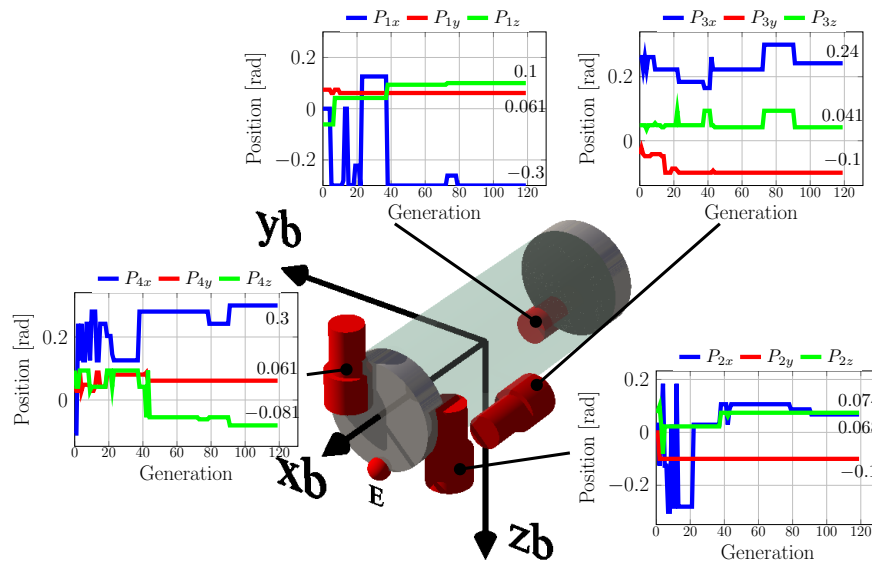 P1x P1y P1z
Position [rad]
0.2
0
−0.2
0.1
0.061
−0.3
0 20 40 60 80 100 120
Generation
P3x P3y P3z
Position [rad]
0.2
0
0.24
0.041
−0.1
0 20 40 60 80 100 120
Generation
P4x P4y P4z
Position [rad]
0.2
0
0.3
0.061
−0.081
0 20 40 60 80 100 120
Generation
P2x P2y P2z
Position [rad]
0.2
0
−0.2
0.074
−0.1
0 20 40 60 80 100 120
Generation
yb
xb
E
zb